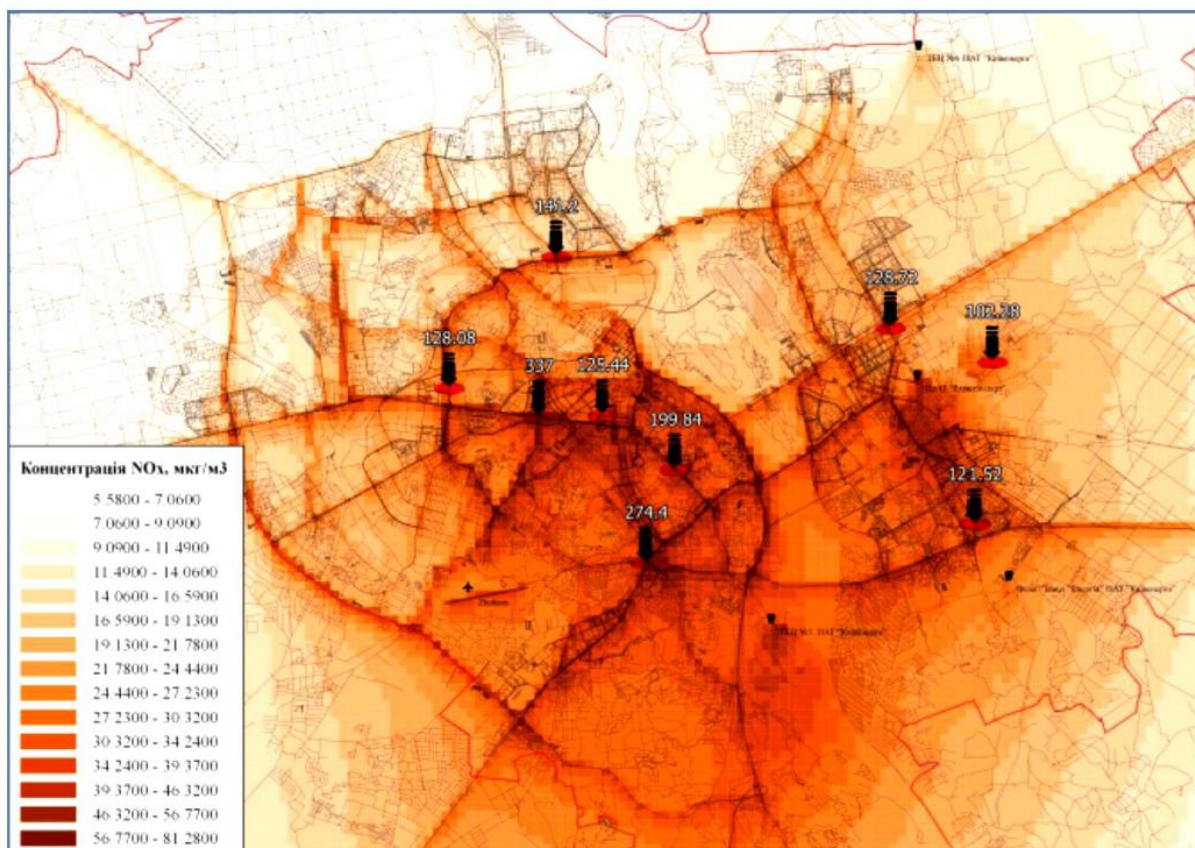 ТЕЦ №6 ПАТ "Київенерго"
141.2
128.72
102.28
128.08
337
125.44
199.84
121.52
274.4
Концентрація NOx, мкг/м3
5 5800 - 7 0600
7 0600 - 9 0900
9 0900 - 11 4900
11 4900 - 14 0600
14 0600 - 16 5900
16 5900 - 19 1300
19 1300 - 21 7800
21 7800 - 24 4400
24 4400 - 27 2300
27 2300 - 30 3200
30 3200 - 34 2400
34 2400 - 39 3700
39 3700 - 46 3200
46 3200 - 56 7700
56 7700 - 81 2800